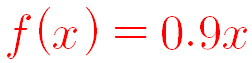 f(x) = 0.9x